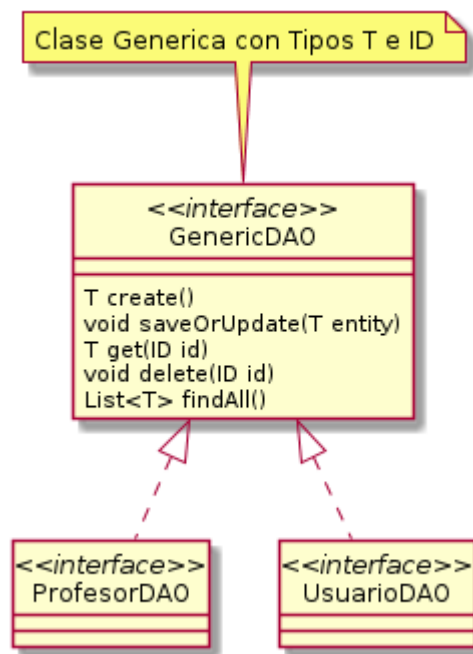 Clase Generica con Tipos T e ID
<<interface>>
GenericDAO
T create()
void saveOrUpdate(T entity)
T get(ID id)
void delete(ID id)
List<T> findAll()
<<interface>>
ProfesorDAO
<<interface>>
UsuarioDAO